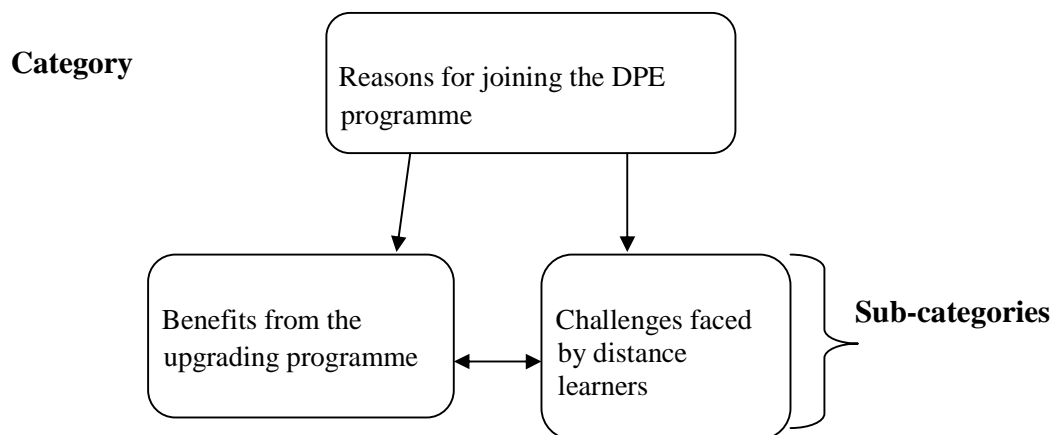 Category
Reasons for joining the DPE
programme
Benefits from the
upgrading programme
Challenges faced
by distance
learners
Sub-categories